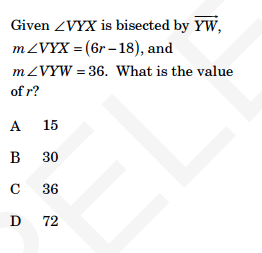 Given ∠VYX is bisected by YW⃗,
m∠VYX = (6r – 18), and
m∠VYW = 36. What is the value
of r?
A 15
B 30
C 36
D 72